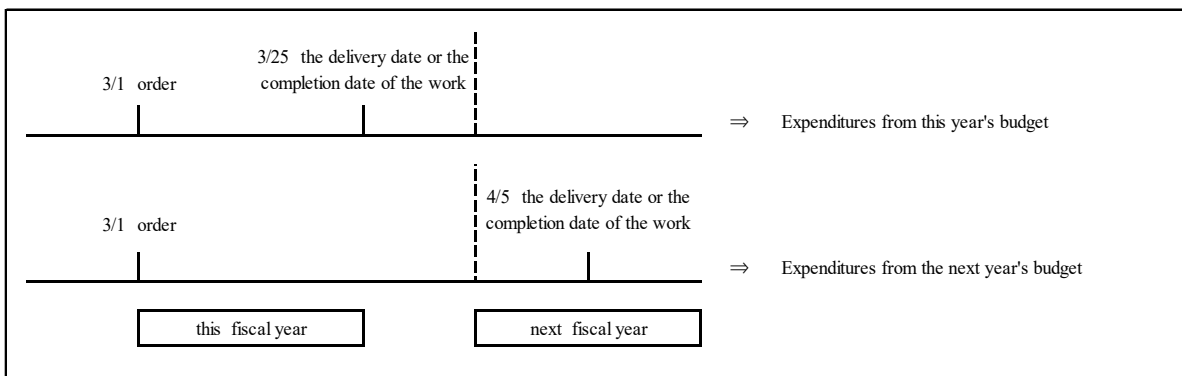 3/25 the delivery date or the
completion date of the work
3/1 order
⇒ Expenditures from this year's budget
4/5 the delivery date or the
completion date of the work
3/1 order
⇒ Expenditures from the next year's budget
this fiscal year
next fiscal year